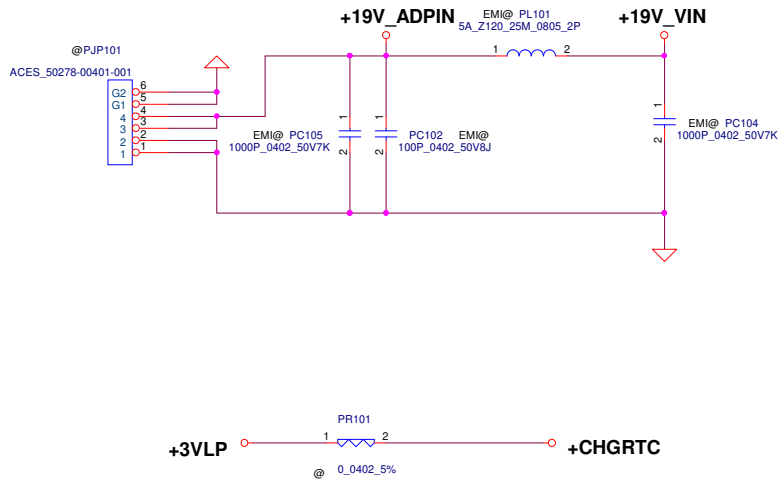 +19V_ADPIN
EMI@ PL101
5A_Z120_25M_0805_2P
+19V_VIN
1 2
@PJP101
ACES_50278-00401-001
G2 6
G1 5
4 4
3 3
2 2
1 1
1
EMI@ PC105
1000P_0402_50V7K
2
1
PC102 EMI@
100P_0402_50V8J
2
1
EMI@ PC104
1000P_0402_50V7K
2
PR101
+3VLP 1 2 +CHGRTC
@ 0_0402_5%